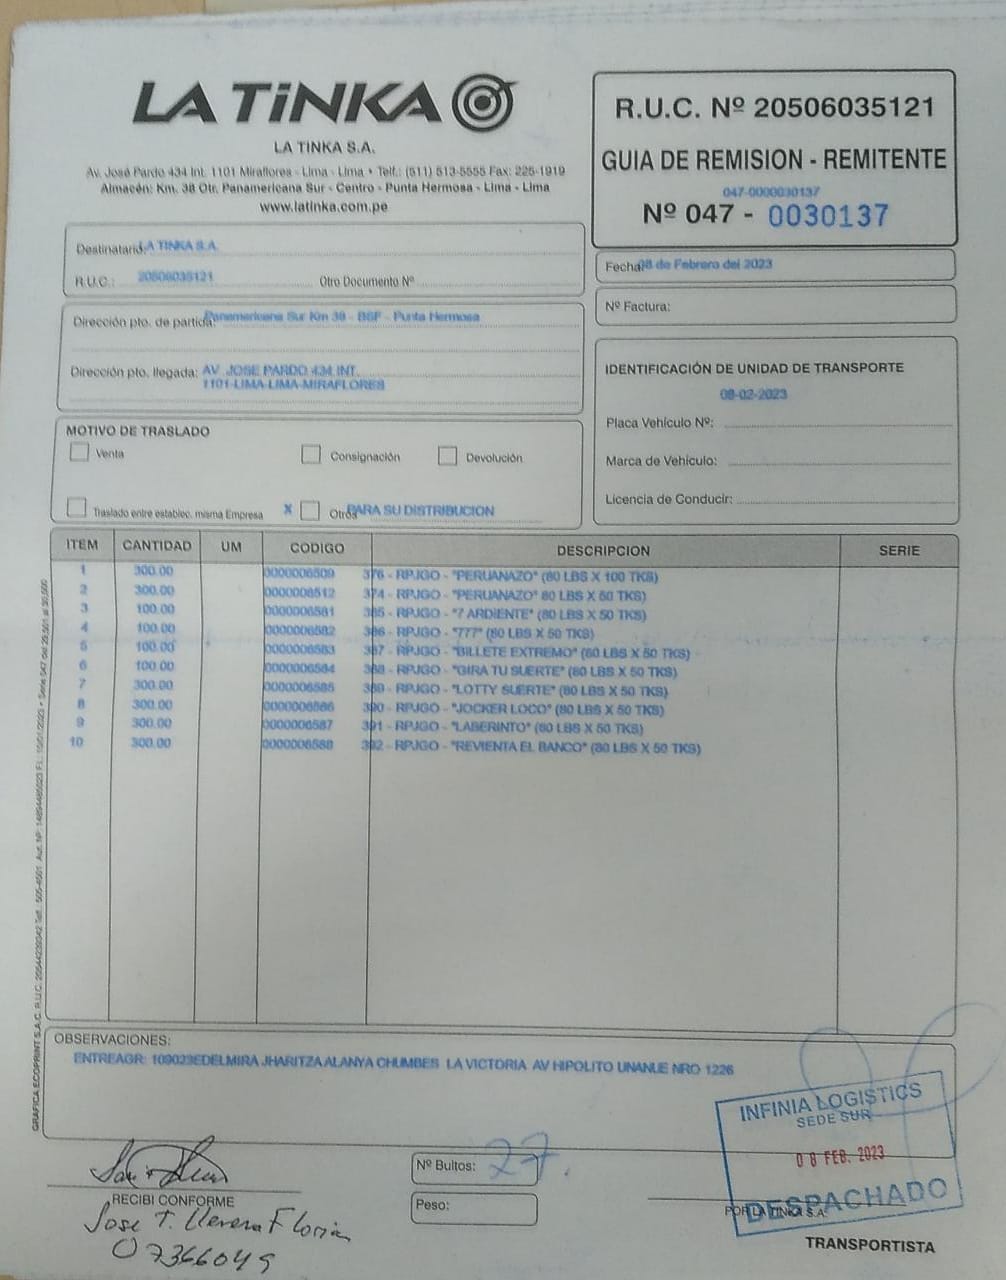 LA TiNKA
LA TINKA S.A.
Av. José Pardo 434 Int. 1101 Miraflores - Lima - Lima • Telf.: (511) 513-5555 Fax: 225-1919
Almacén: Km. 38 Otr. Panamericana Sur - Centro - Punta Hermosa - Lima - Lima
www.latinka.com.pe
R.U.C. Nº 20506035121
GUIA DE REMISION - REMITENTE
047-0000030137
Nº 047 - 0030137
Destinatario: LA TINKA S.A.
R.U.C.: 20506035121 Otro Documento Nº
Fecha: 08 de Febrero del 2023
Nº Factura:
Dirección pto. de partida: Panamericana Sur Km 38 - BSF - Punta Hermosa
Dirección pto. llegada: AV. JOSE PARDO 434 INT.
1101-LIMA-LIMA-MIRAFLORES
IDENTIFICACIÓN DE UNIDAD DE TRANSPORTE
08-02-2023
Placa Vehículo Nº:
Marca de Vehículo:
Licencia de Conducir:
MOTIVO DE TRASLADO
Venta Consignación Devolución
Traslado entre establec. misma Empresa X Otros PARA SU DISTRIBUCION
ITEM CANTIDAD UM CODIGO DESCRIPCION SERIE
1 300.00 0000006509 376 - RPJGO - "PERUANAZO" (80 LBS X 100 TKS)
2 300.00 0000006512 374 - RPJGO - "PERUANAZO" 80 LBS X 50 TKS)
3 100.00 0000006581 385 - RPJGO - "7 ARDIENTE" (80 LBS X 50 TKS)
4 100.00 0000006582 386 - RPJGO - "777" (80 LBS X 50 TKS)
5 100.00 0000006583 387 - RPJGO - "BILLETE EXTREMO" (80 LBS X 50 TKS)
6 100.00 0000006584 388 - RPJGO - "GIRA TU SUERTE" (80 LBS X 50 TKS)
7 300.00 0000006585 389 - RPJGO - "LOTTY SUERTE" (80 LBS X 50 TKS)
8 300.00 0000006586 390 - RPJGO - "JOCKER LOCO" (80 LBS X 50 TKS)
9 300.00 0000006587 391 - RPJGO - "LABERINTO" (80 LBS X 50 TKS)
10 300.00 0000006588 392 - RPJGO - "REVIENTA EL BANCO" (80 LBS X 50 TKS)
OBSERVACIONES:
ENTREAGR: 109023EDELMIRA JHARITZA ALANYA CHUMBES LA VICTORIA AV HIPOLITO UNANUE NRO 1226
INFINIA LOGISTICS
SEDE SUR
08 FEB. 2023
DESPACHADO
Nº Bultos: 27.
Peso:
RECIBI CONFORME
Jose T. Llerena Florian
07366049
POR LA TINKA S.A.
TRANSPORTISTA